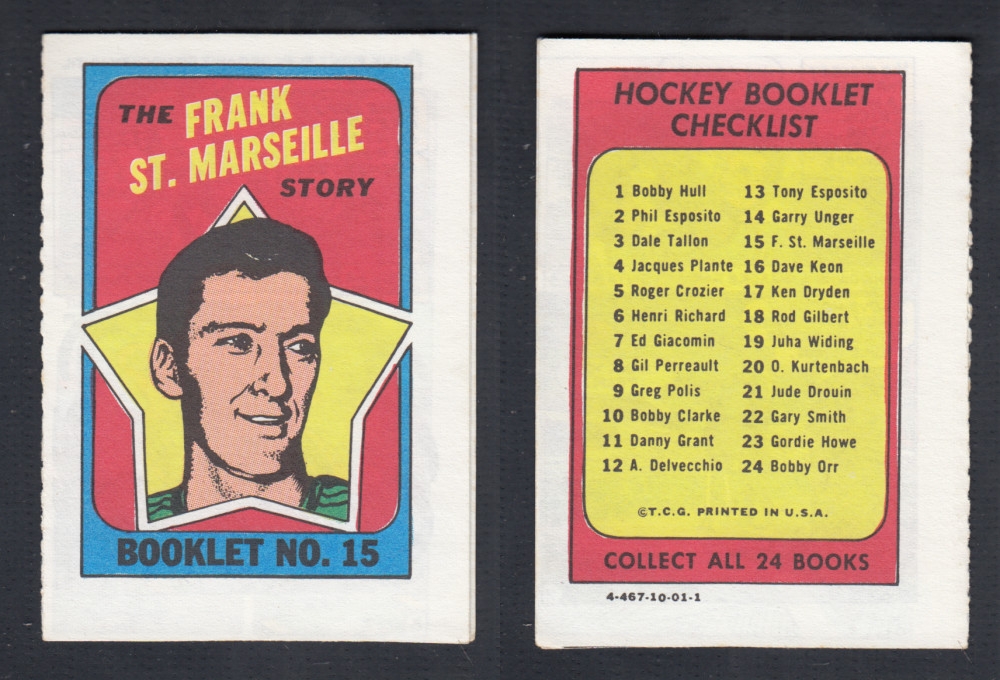 THE FRANK
ST. MARSEILLE
STORY
BOOKLET NO. 15
HOCKEY BOOKLET
CHECKLIST
1 Bobby Hull
2 Phil Esposito
3 Dale Tallon
4 Jacques Plante
5 Roger Crozier
6 Henri Richard
7 Ed Giacomin
8 Gil Perreault
9 Greg Polis
10 Bobby Clarke
11 Danny Grant
12 A. Delvecchio
13 Tony Esposito
14 Garry Unger
15 F. St. Marseille
16 Dave Keon
17 Ken Dryden
18 Rod Gilbert
19 Juha Widing
20 O. Kurtenbach
21 Jude Drouin
22 Gary Smith
23 Gordie Howe
24 Bobby Orr
©T.C.G. PRINTED IN U.S.A.
COLLECT ALL 24 BOOKS
4-467-10-01-1